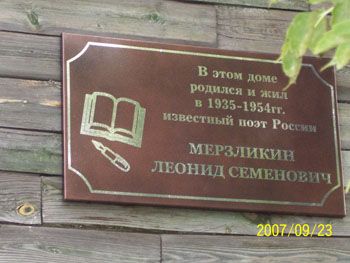 В этом доме
родился и жил
в 1935-1954гг.
известный поэт России
МЕРЗЛИКИН
ЛЕОНИД СЕМЕНОВИЧ
2007/09/23